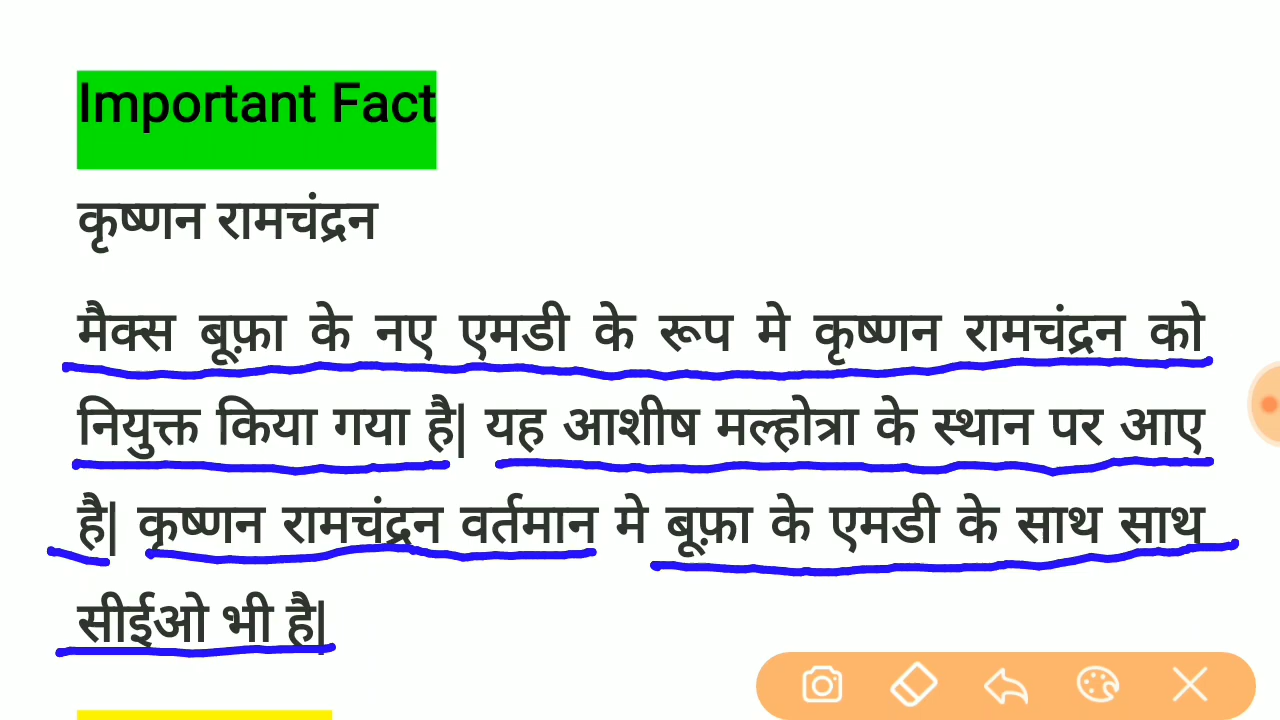 Important Fact
कृष्णन रामचंद्रन
मैक्स बूफ़ा के नए एमडी के रूप मे कृष्णन रामचंद्रन को
नियुक्त किया गया है| यह आशीष मल्होत्रा के स्थान पर आए
है| कृष्णन रामचंद्रन वर्तमान मे बूफ़ा के एमडी के साथ साथ
सीईओ भी है|